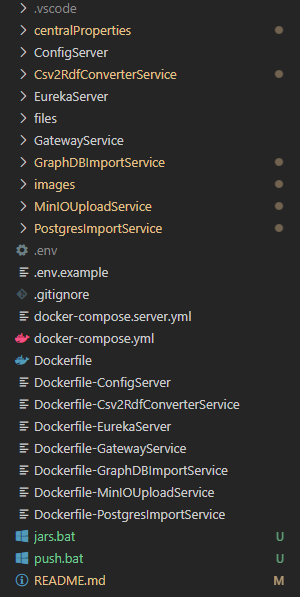 .vscode
centralProperties
ConfigServer
Csv2RdfConverterService
EurekaServer
files
GatewayService
GraphDBImportService
images
MinIOUploadService
PostgresImportService
.env
.env.example
.gitignore
docker-compose.server.yml
docker-compose.yml
Dockerfile
Dockerfile-ConfigServer
Dockerfile-Csv2RdfConverterService
Dockerfile-EurekaServer
Dockerfile-GatewayService
Dockerfile-GraphDBImportService
Dockerfile-MinIOUploadService
Dockerfile-PostgresImportService
jars.bat U
push.bat U
README.md M